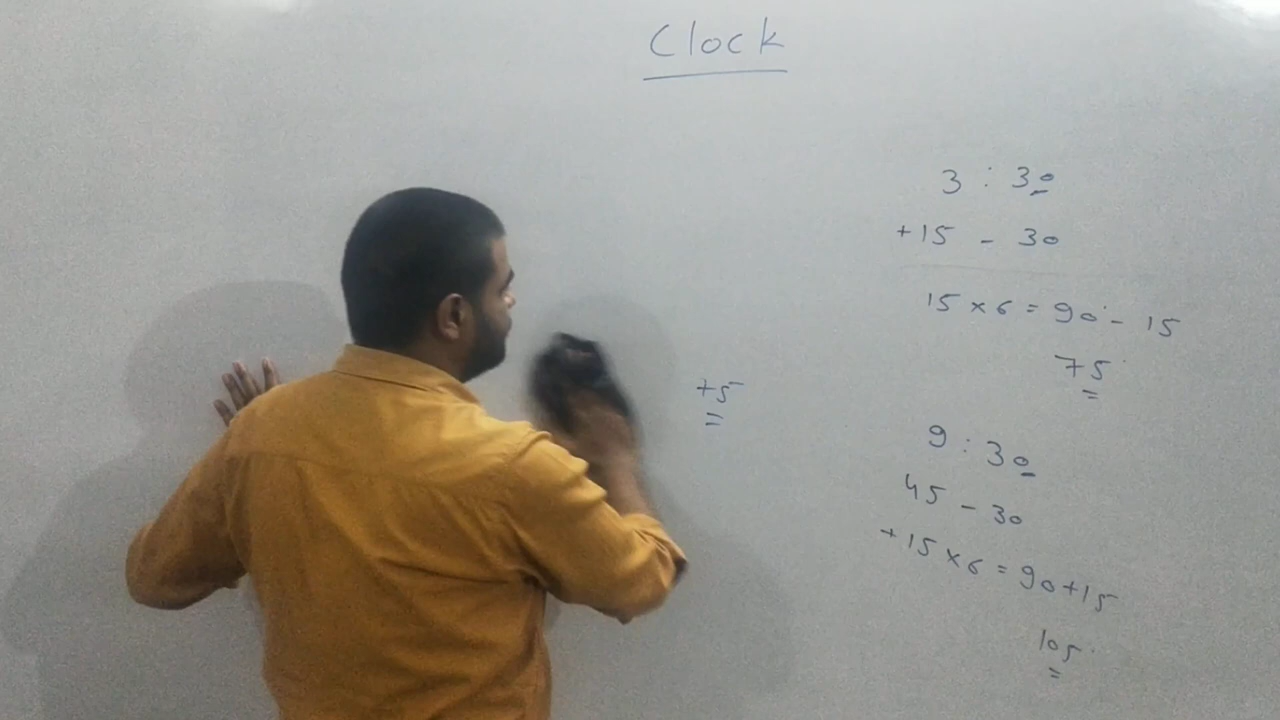 Clock
3 : 30
+15 - 30
15 × 6 = 90° - 15
75°
+5
9 : 30
45 - 30
+15 × 6 = 90 + 15
105°